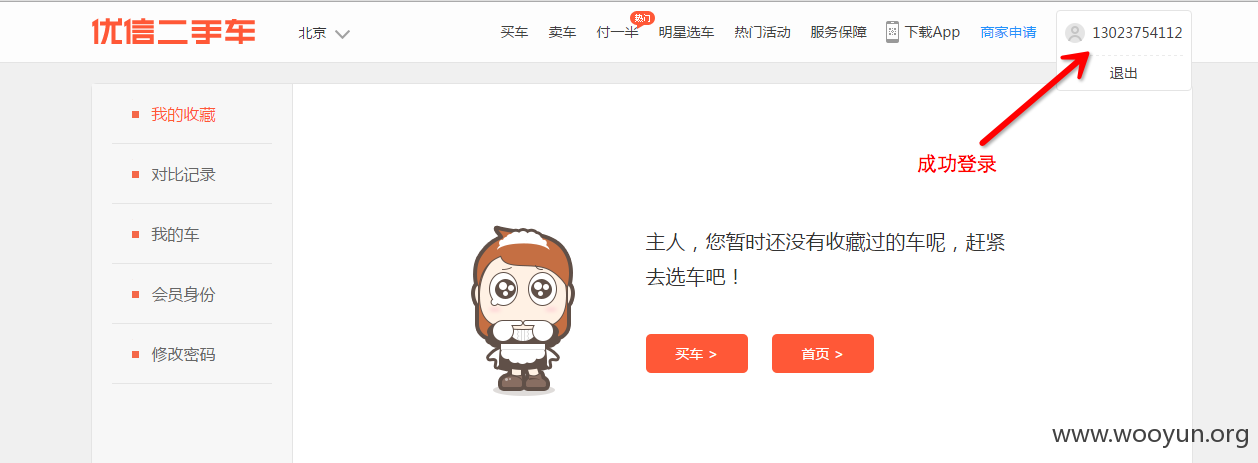 优信二手车
北京
买车 卖车 付一半 热门 明星选车 热门活动 服务保障 下载App 商家申请 13023754112
退出
成功登录
我的收藏
对比记录
我的车
会员身份
修改密码
主人，您暂时还没有收藏过的车呢，赶紧
去选车吧！
买车 >
首页 >
www.wooyun.org